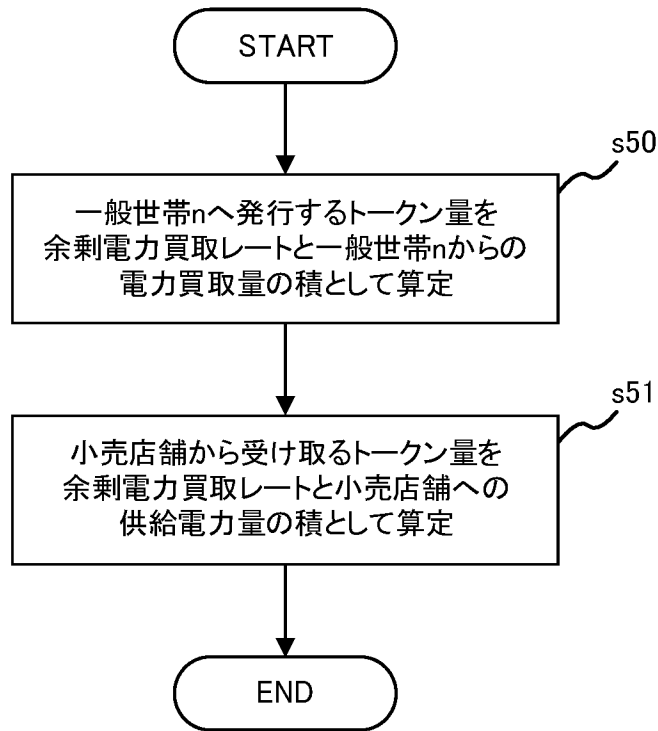 START
s50
一般世帯nへ発行するトークン量を
余剰電力買取レートと一般世帯nからの
電力買取量の積として算定
s51
小売店舗から受け取るトークン量を
余剰電力買取レートと小売店舗への
供給電力量の積として算定
END